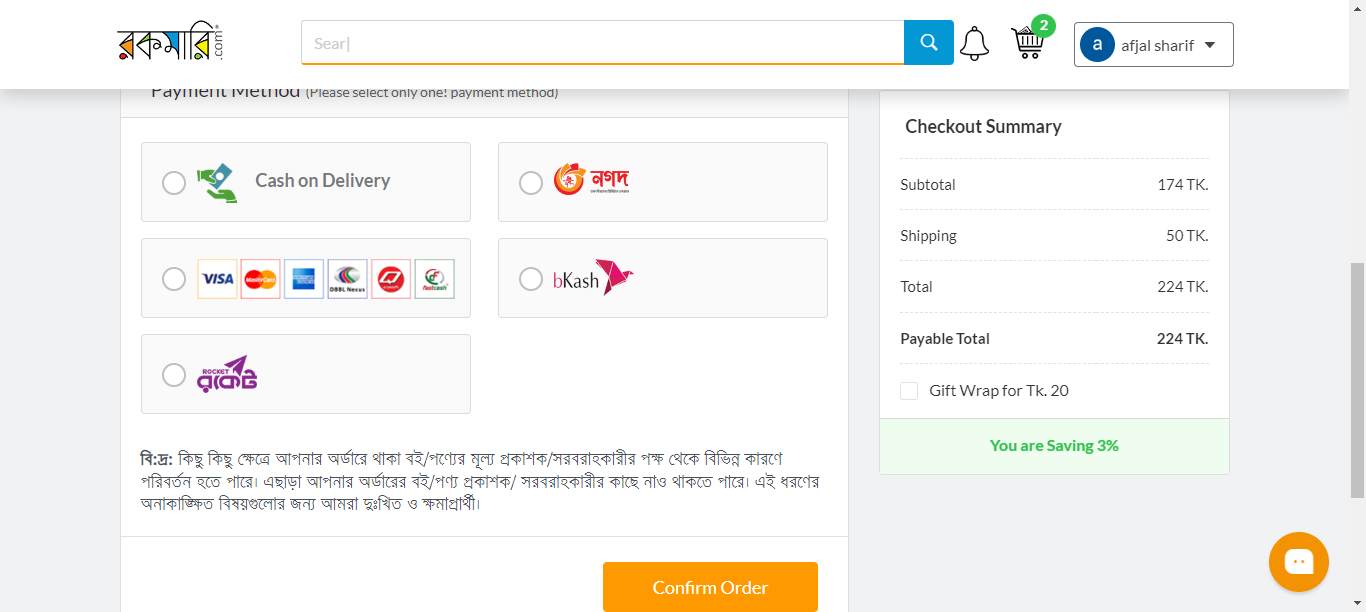 রকমারি.com
Sear
2
a afjal sharif
Payment Method (Please select only one! payment method)
Cash on Delivery
নগদ
VISA MasterCard DBBL Nexus fastcash
bKash
ROCKET
রকেট
বি:দ্র: কিছু কিছু ক্ষেত্রে আপনার অর্ডারে থাকা বই/পণ্যের মূল্য প্রকাশক/সরবরাহকারীর পক্ষ থেকে বিভিন্ন কারণে
পরিবর্তন হতে পারে। এছাড়া আপনার অর্ডারের বই/পণ্য প্রকাশক/ সরবরাহকারীর কাছে নাও থাকতে পারে। এই ধরণের
অনাকাঙ্ক্ষিত বিষয়গুলোর জন্য আমরা দুঃখিত ও ক্ষমাপ্রার্থী।
Confirm Order
Checkout Summary
Subtotal 174 TK.
Shipping 50 TK.
Total 224 TK.
Payable Total 224 TK.
Gift Wrap for Tk. 20
You are Saving 3%